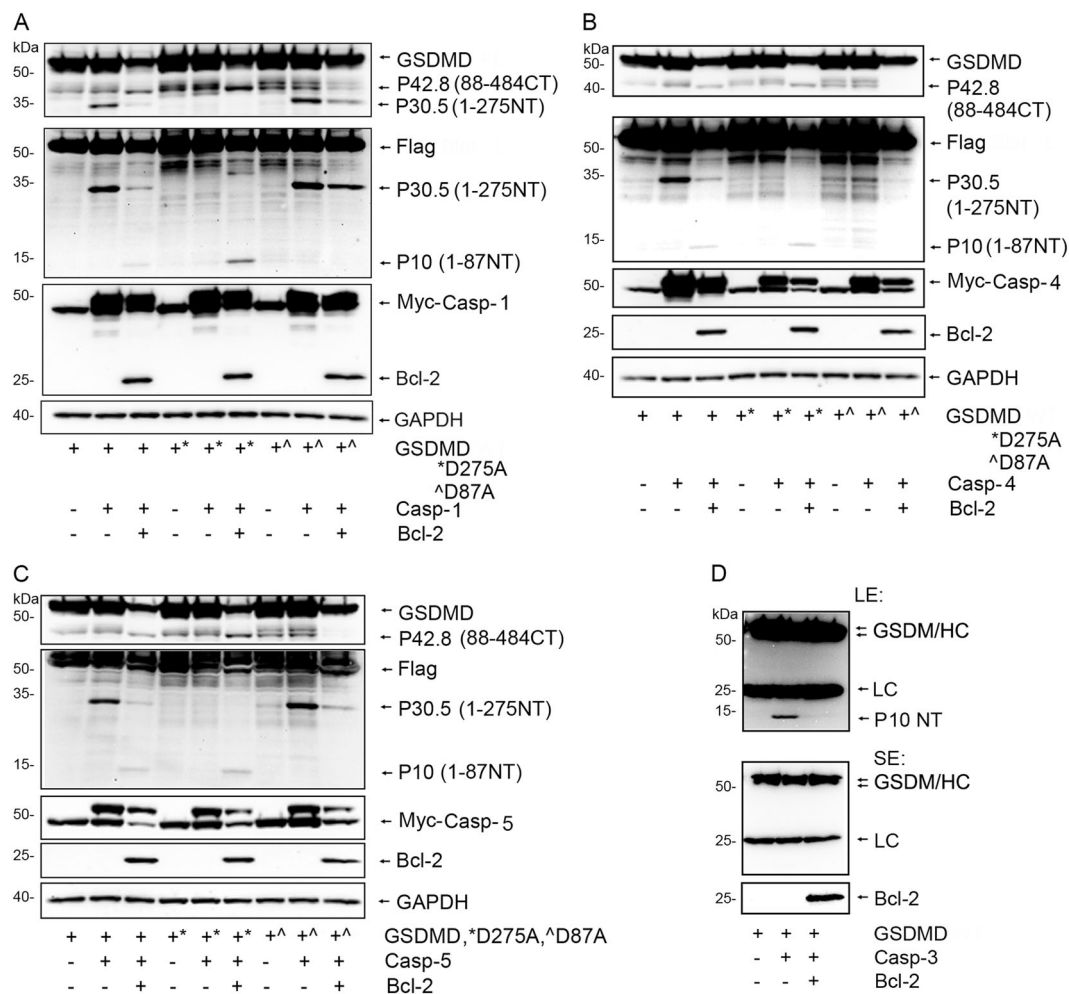 A
kDa
50-
35-
GSDMD
P42.8 (88-484CT)
P30.5 (1-275NT)
50-
35-
15-
Flag
P30.5 (1-275NT)
P10 (1-87NT)
50-
25-
Myc-Casp-1
Bcl-2
40-
GAPDH
+ + + +* +* +* +^ +^ +^ GSDMD
*D275A
^D87A
- + + - + + - + + Casp-1
- - + - - + - - + Bcl-2
B
kDa
50-
40-
GSDMD
P42.8
(88-484CT)
50-
35-
15-
Flag
P30.5
(1-275NT)
P10 (1-87NT)
50-
Myc-Casp-4
25-
Bcl-2
40-
GAPDH
+ + + +* +* +* +^ +^ +^ GSDMD
*D275A
^D87A
- + + - + + - + + Casp-4
- - + - - + - - + Bcl-2
C
kDa
50-
GSDMD
P42.8 (88-484CT)
50-
35-
15-
Flag
P30.5 (1-275NT)
P10 (1-87NT)
50-
Myc-Casp-5
25-
Bcl-2
40-
GAPDH
+ + + +* +* +* +^ +^ +^ GSDMD,*D275A,^D87A
- + + - + + - + + Casp-5
- - + - - + - - + Bcl-2
D
LE:
kDa
50-
25-
15-
GSDM/HC
LC
P10 NT
SE:
50-
25-
GSDM/HC
LC
25-
Bcl-2
+ + + GSDMD
- + + Casp-3
- - + Bcl-2